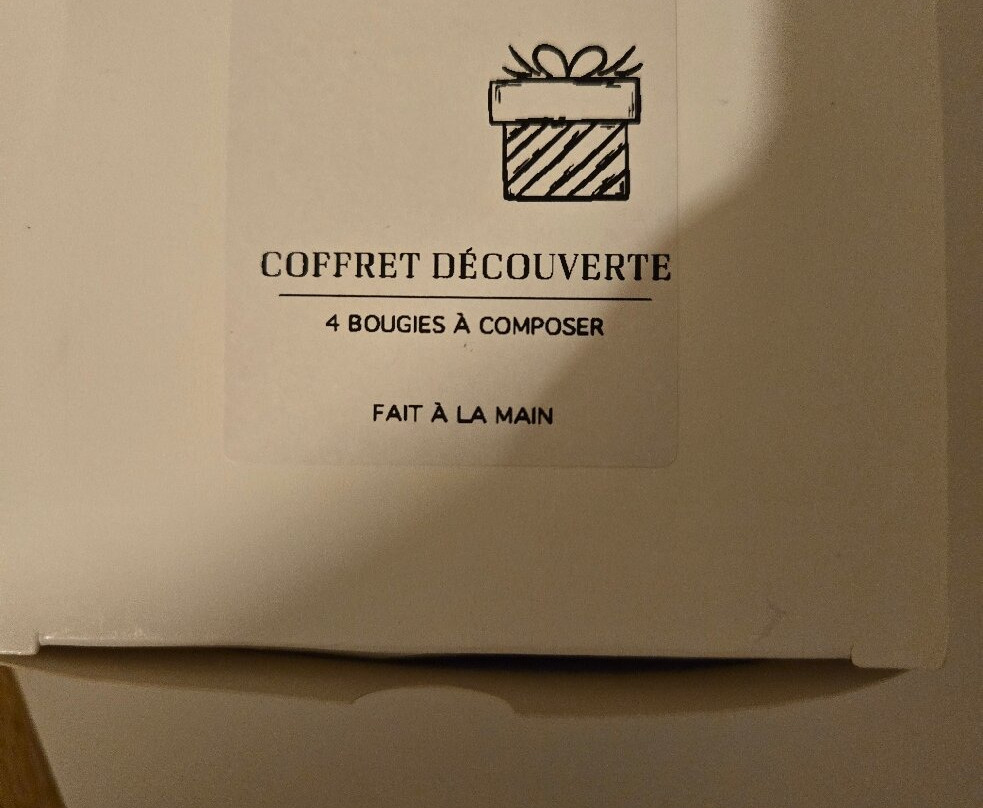 COFFRET DÉCOUVERTE
4 BOUGIES À COMPOSER
FAIT À LA MAIN